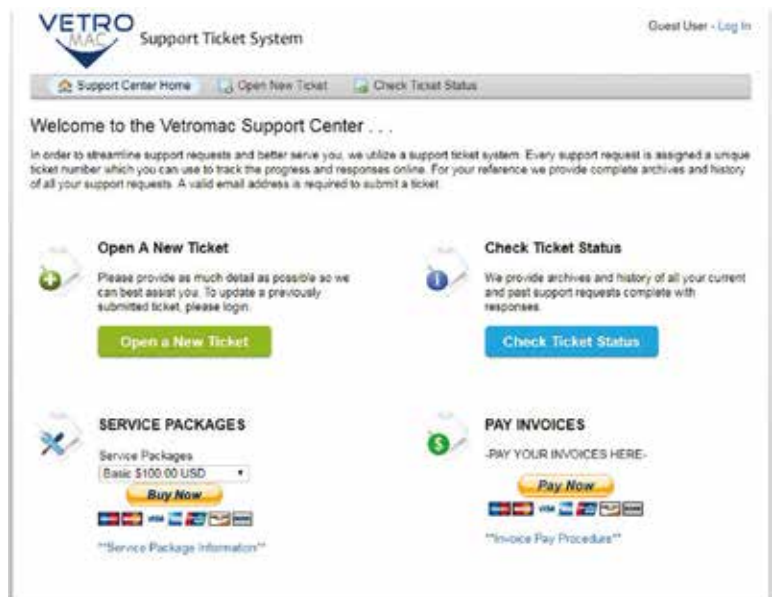 VETRO
MAC
Support Ticket System
Guest User - Log In
Support Center Home
Open New Ticket
Check Ticket Status
Welcome to the Vetromac Support Center . . .
In order to streamline support requests and better serve you, we utilize a support ticket system. Every support request is assigned a unique
ticket number which you can use to track the progress and responses online. For your reference we provide complete archives and history
of all your support requests. A valid email address is required to submit a ticket.
Open A New Ticket
Please provide as much detail as possible so we
can best assist you. To update a previously
submitted ticket, please login.
Open a New Ticket
Check Ticket Status
We provide archives and history of all your current
and past support requests complete with
responses.
Check Ticket Status
SERVICE PACKAGES
Service Packages
Basic $100.00 USD
Buy Now
VISA
**Service Package Information**
PAY INVOICES
-PAY YOUR INVOICES HERE-
Pay Now
VISA
**Invoice Pay Procedure**